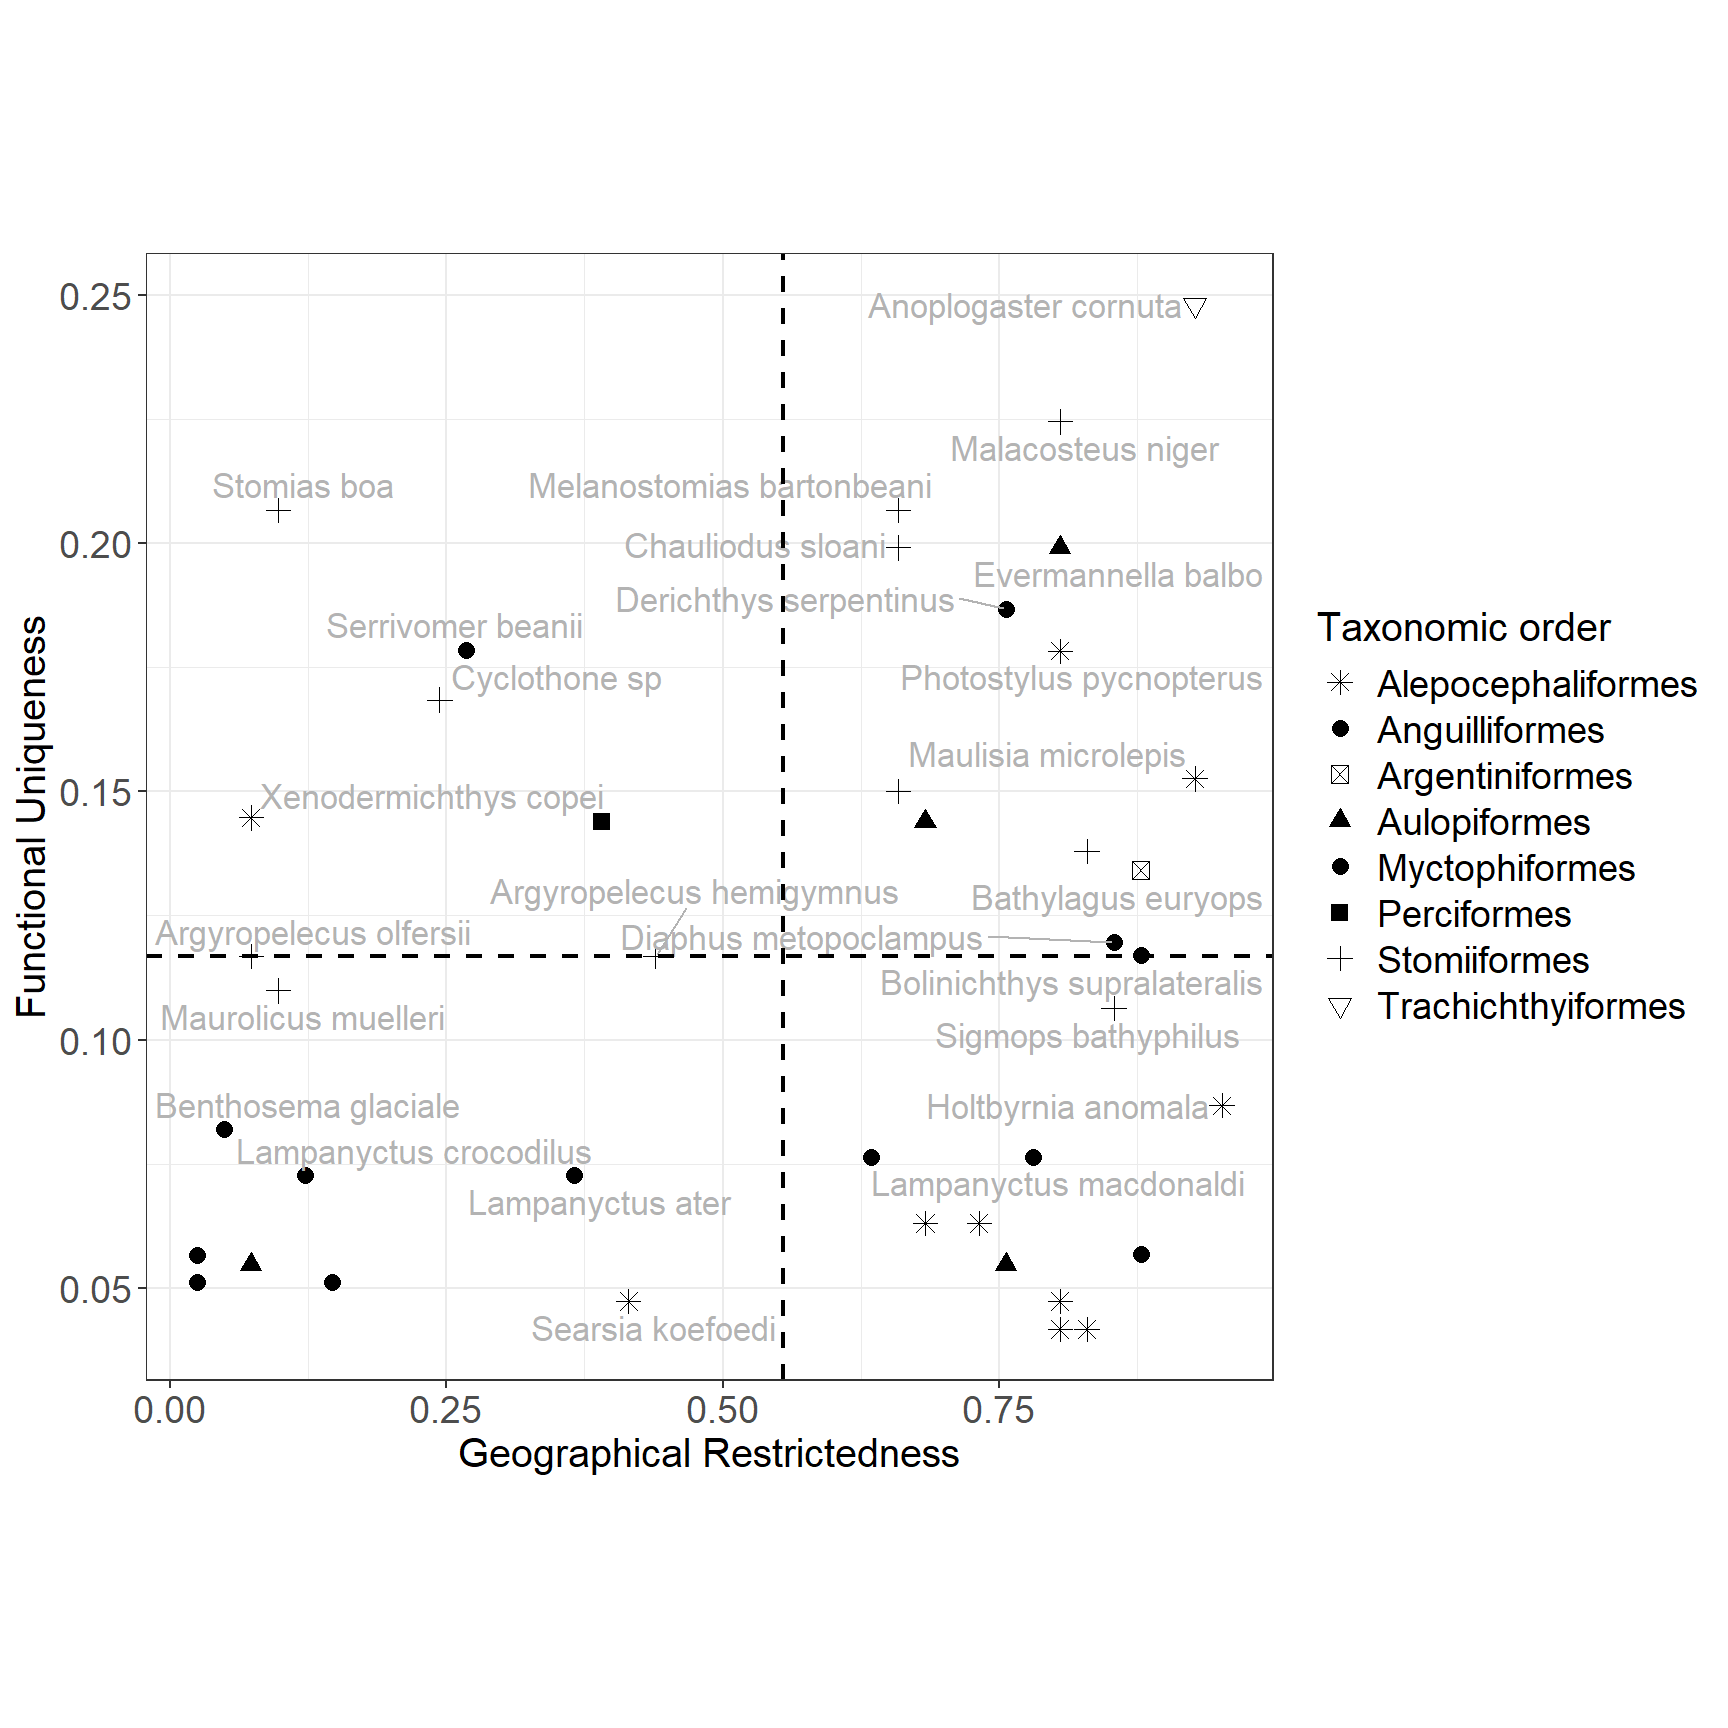 0.25
0.20
0.15
0.10
0.05
Functional Uniqueness
Anoplogaster cornuta
Malacosteus niger
Stomias boa
Melanostomias bartonbeani
Chauliodus sloani
Evermannella balbo
Derichthys serpentinus
Serrivomer beanii
Cyclothone sp
Photostylus pycnopterus
Maulisia microlepis
Xenodermichthys copei
Argyropelecus hemigymnus
Bathylagus euryops
Argyropelecus olfersii
Diaphus metopoclampus
Bolinichthys supralateralis
Maurolicus muelleri
Sigmops bathyphilus
Benthosema glaciale
Holtbyrnia anomala
Lampanyctus crocodilus
Lampanyctus macdonaldi
Lampanyctus ater
Searsia koefoedi
0.00
0.25
0.50
0.75
Geographical Restrictedness
Taxonomic order
Alepocephaliformes
Anguilliformes
Argentiniformes
Aulopiformes
Myctophiformes
Perciformes
Stomiiformes
Trachichthyiformes